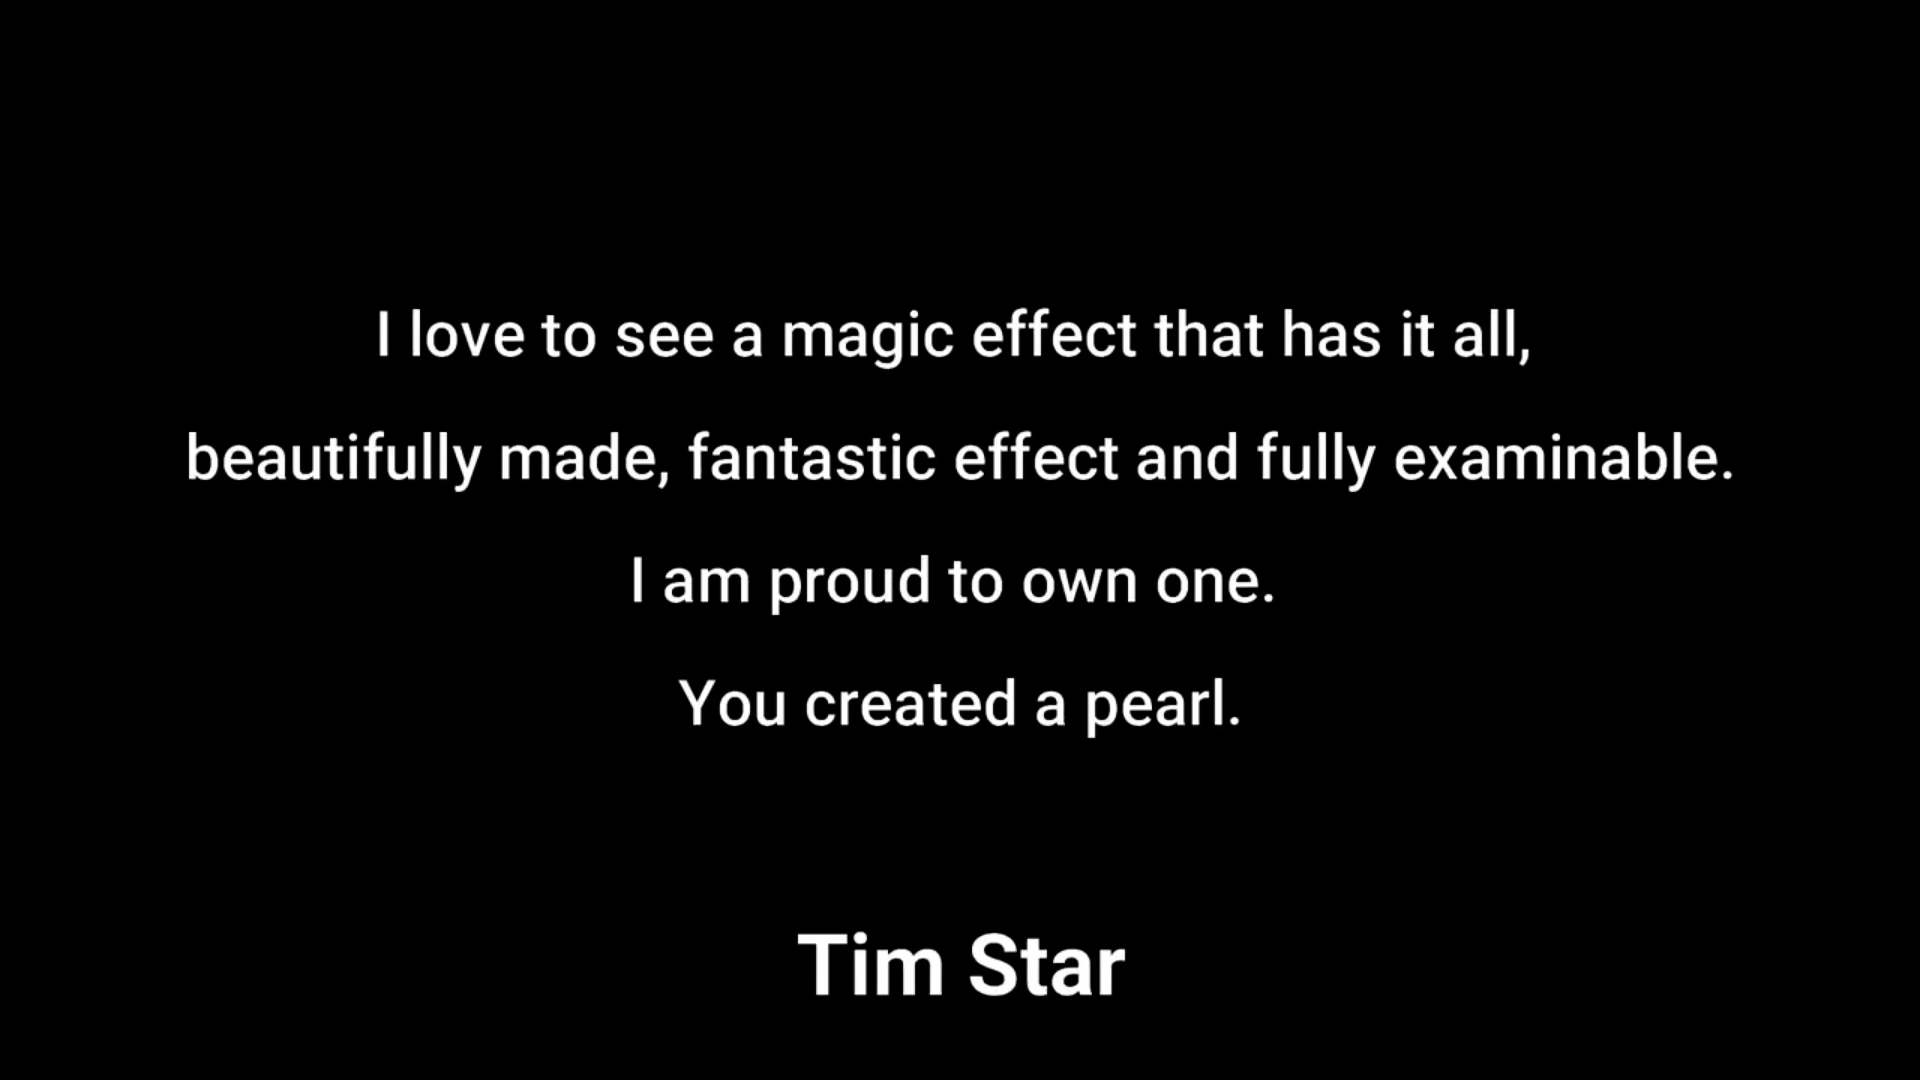 I love to see a magic effect that has it all,
beautifully made, fantastic effect and fully examinable.
I am proud to own one.
You created a pearl.
Tim Star